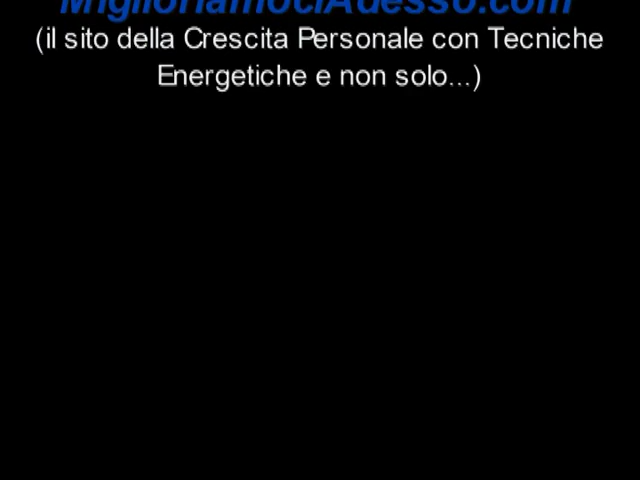 MiglioriamociAdesso.com
(il sito della Crescita Personale con Tecniche
Energetiche e non solo...)